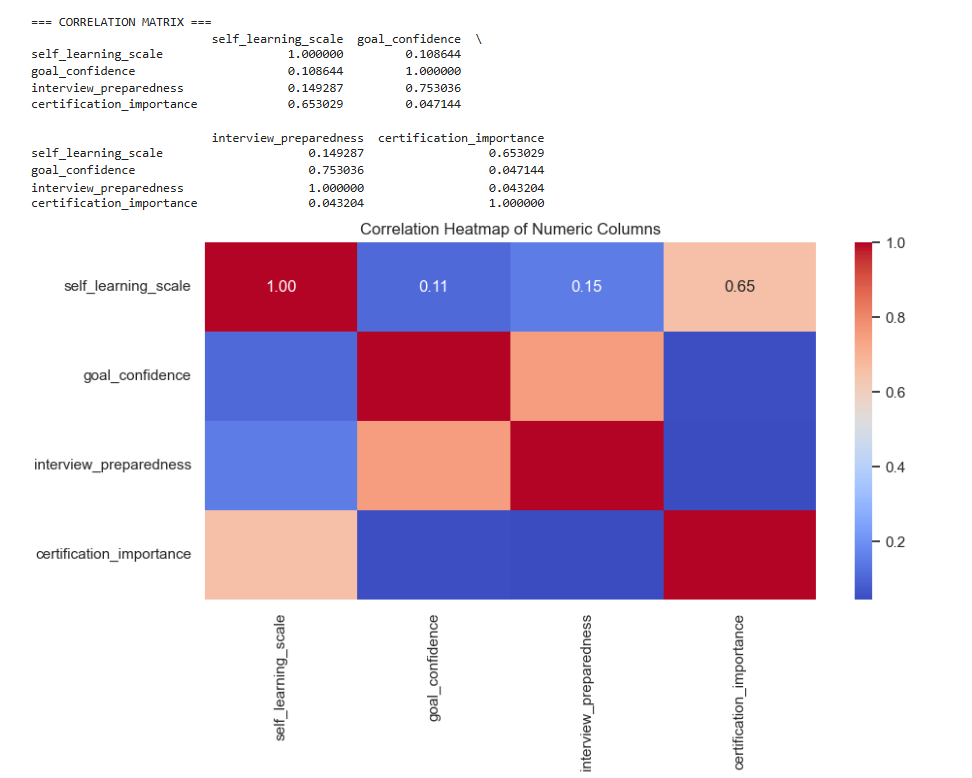 === CORRELATION MATRIX ===
self_learning_scale goal_confidence \
self_learning_scale 1.000000 0.108644
goal_confidence 0.108644 1.000000
interview_preparedness 0.149287 0.753036
certification_importance 0.653029 0.047144
interview_preparedness certification_importance
self_learning_scale 0.149287 0.653029
goal_confidence 0.753036 0.047144
interview_preparedness 1.000000 0.043204
certification_importance 0.043204 1.000000
Correlation Heatmap of Numeric Columns
self_learning_scale 1.00 0.11 0.15 0.65
goal_confidence
interview_preparedness
certification_importance
self_learning_scale
goal_confidence
interview_preparedness
certification_importance
1.0
0.8
0.6
0.4
0.2